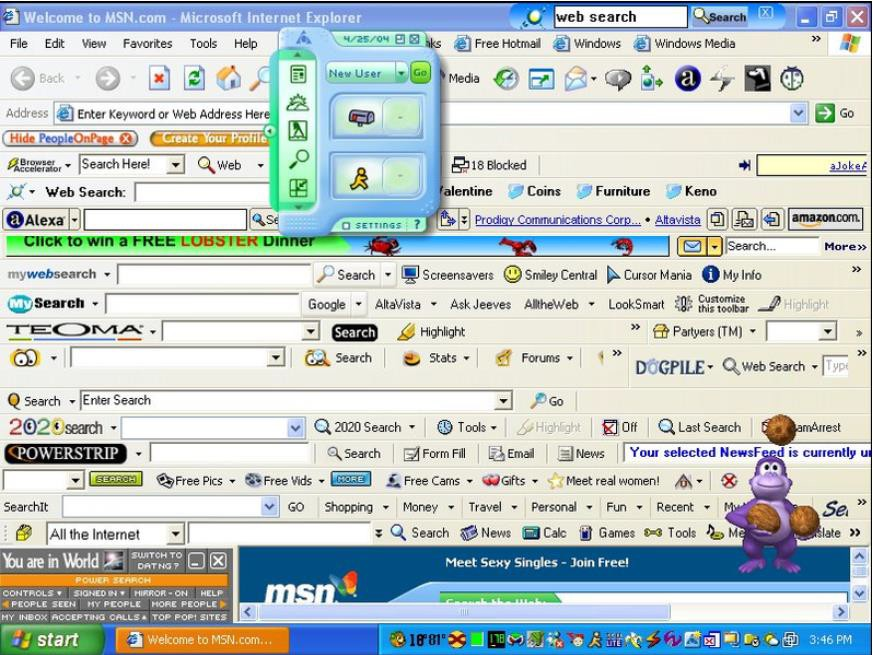 Welcome to MSN.com - Microsoft Internet Explorer web search Search
File Edit View Favorites Tools Help 4/25/04 ks Free Hotmail Windows Windows Media »
Back New User Go Media
Address Enter Keyword or Web Address Here Go
Hide PeopleOnPage Create Your Profile
Browser Accelerator Search Here! Web 18 Blocked aJoke
Web Search: Valentine Coins Furniture Keno
Alexa Se SETTINGS ? Prodigy Communications Corp... • Altavista amazon.com.
Click to win a FREE LOBSTER Dinner Search... More»
mywebsearch Search Screensavers Smiley Central Cursor Mania My Info »
My Search Google AltaVista Ask Jeeves AlltheWeb LookSmart Customize this toolbar Highlight
TEOMA Search Highlight » Partyers (TM) »
Search Stats Forums » DOGPILE Web Search Type »
Search Enter Search Go
2020search 2020 Search Tools Highlight Off Last Search amArrest
POWERSTRIP Search Form Fill Email News Your selected NewsFeed is currently u
SEARCH Free Pics Free Vids MORE Free Cams Gifts Meet real women!
SearchIt GO Shopping Money Travel Personal Fun Recent My Se »
All the Internet Search News Calc Games Tools Me slate »
You are in World SWITCH TO DATNG? Meet Sexy Singles - Join Free!
POWER SEARCH
CONTROLS SIGNED IN MIRROR - ON HELP msn Search the Web:
PEOPLE SEEN MY PEOPLE MORE PEOPLE
MY INBOX ACCEPTING CALLS TOP POP! SITES
start Welcome to MSN.com... 81° 3:46 PM